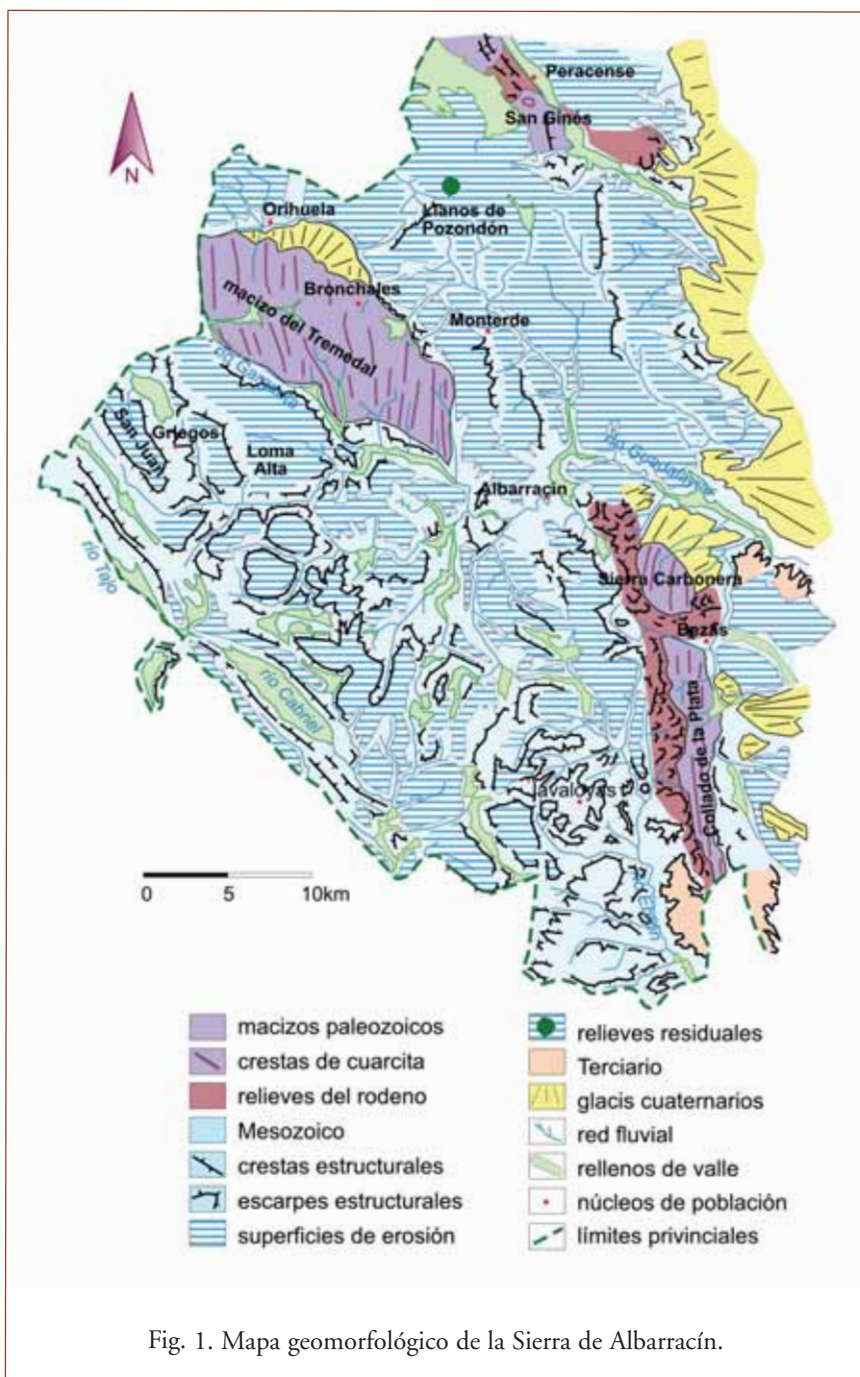 Peracense
San Ginés
N
Orihuela
Llanos de
Pozondón
Bronchales
macizo del Tremedal
Monterde
San Juan
Griegos
Loma
Alta
río Guadalaviar
Albarracín
río Tajo
Sierra Carbonera
Bezas
río Cabriel
Collado de la Plata
Javaloyas
0 5 10km
macizos paleozoicos
crestas de cuarcita
relieves del rodeno
Mesozoico
crestas estructurales
escarpes estructurales
superficies de erosión
relieves residuales
Terciario
glacis cuaternarios
red fluvial
rellenos de valle
núcleos de población
límites privinciales
Fig. 1. Mapa geomorfológico de la Sierra de Albarracín.